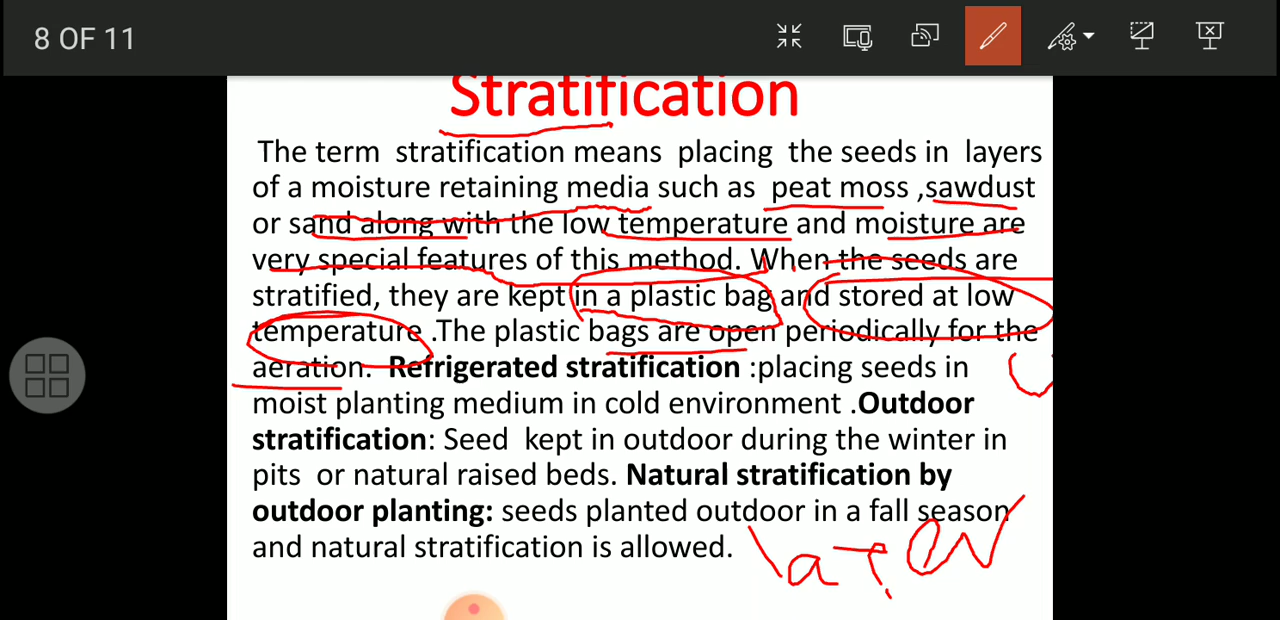 8 OF 11
Stratification
The term stratification means placing the seeds in layers
of a moisture retaining media such as peat moss ,sawdust
or sand along with the low temperature and moisture are
very special features of this method. When the seeds are
stratified, they are kept in a plastic bag and stored at low
temperature .The plastic bags are open periodically for the
aeration. Refrigerated stratification :placing seeds in
moist planting medium in cold environment .Outdoor
stratification: Seed kept in outdoor during the winter in
pits or natural raised beds. Natural stratification by
outdoor planting: seeds planted outdoor in a fall season
and natural stratification is allowed.